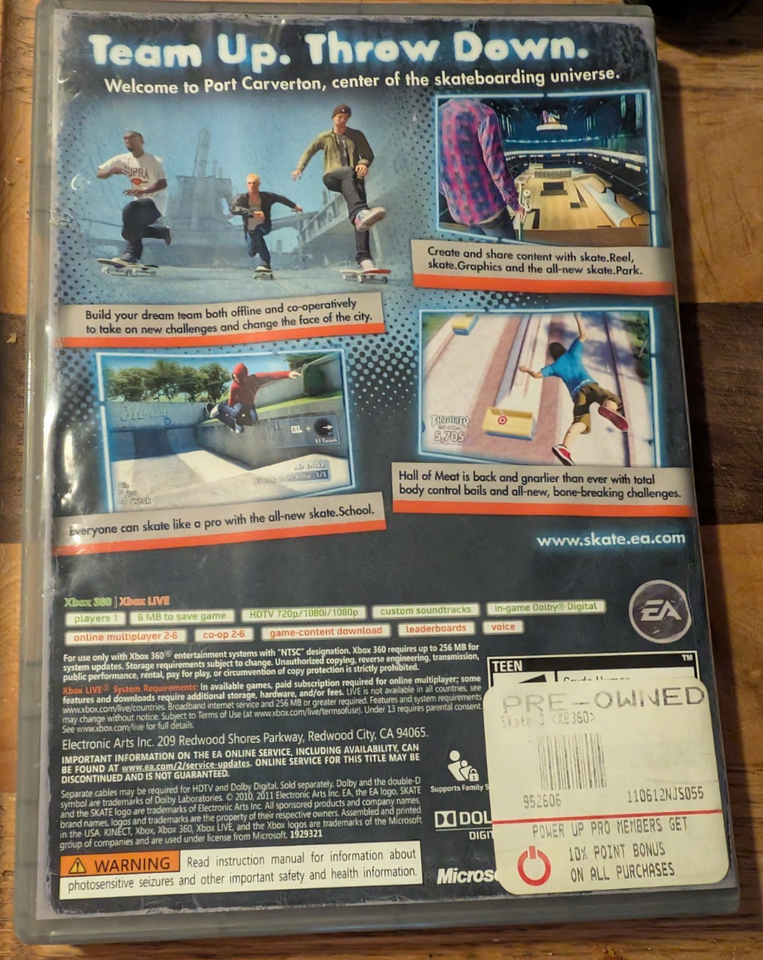 Team Up. Throw Down.
Welcome to Port Carverton, center of the skateboarding universe.
SUPRA
Create and share content with skate.Reel,
skate.Graphics and the all-new skate.Park.
Build your dream team both offline and co-operatively
to take on new challenges and change the face of the city.
THRASHER
5,705
1/5
Hall of Meat is back and gnarlier than ever with total
body control bails and all-new, bone-breaking challenges.
Everyone can skate like a pro with the all-new skate.School.
www.skate.ea.com
Xbox 360 | Xbox LIVE
players 1
6 MB to save game
HDTV 720p/1080i/1080p
custom soundtracks
in-game Dolby® Digital
online multiplayer 2-6
co-op 2-6
game-content download
leaderboards
voice
EA
For use only with Xbox 360® entertainment systems with "NTSC" designation. Xbox 360 requires up to 256 MB for
system updates. Storage requirements subject to change. Unauthorized copying, reverse engineering, transmission,
public performance, rental, pay for play, or circumvention of copy protection is strictly prohibited.
Xbox LIVE® System Requirements: In available games, paid subscription required for online multiplayer; some
features and downloads require additional storage, hardware, and/or fees. LIVE is not available in all countries, see
www.xbox.com/live/countries. Broadband internet service and 256 MB or greater required. Features and system requirements
may change without notice. Subject to Terms of Use (at www.xbox.com/live/termsofuse). Under 13 requires parental consent.
See www.xbox.com/live for full details.
Electronic Arts Inc. 209 Redwood Shores Parkway, Redwood City, CA 94065.
IMPORTANT INFORMATION ON THE EA ONLINE SERVICE, INCLUDING AVAILABILITY, CAN
BE FOUND AT www.ea.com/2/service-updates. ONLINE SERVICE FOR THIS TITLE MAY BE
DISCONTINUED AND IS NOT GUARANTEED.
Separate cables may be required for HDTV and Dolby Digital. Sold separately. Dolby and the double-D
symbol are trademarks of Dolby Laboratories. © 2010, 2011 Electronic Arts Inc. EA, the EA logo, SKATE
and the SKATE logo are trademarks of Electronic Arts Inc. All sponsored products and company names,
brand names, and logos, are the property of their respective owners. Assembled and printed
in the USA. KINECT, Xbox, Xbox 360, Xbox LIVE, and the Xbox logos are trademarks of the Microsoft
group of companies and are used under license from Microsoft. 1929321
WARNING Read instruction manual for information about
photosensitive seizures and other important safety and health information.
TEEN
TM
Supports Family S
DOL
DIGIT
Micros
PRE-OWNED
Skate 3 <XB360>
952606
110612NJS055
POWER UP PRO MEMBERS GET
10% POINT BONUS
ON ALL PURCHASES